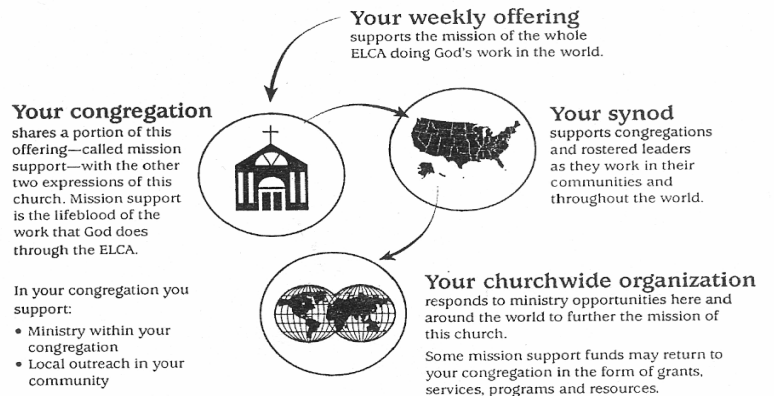 Your weekly offering
supports the mission of the whole
ELCA doing God's work in the world.
Your congregation
shares a portion of this
offering—called mission
support—with the other
two expressions of this
church. Mission support
is the lifeblood of the
work that God does
through the ELCA.
Your synod
supports congregations
and rostered leaders
as they work in their
communities and
throughout the world.
In your congregation you
support:
• Ministry within your
congregation
• Local outreach in your
community
Your churchwide organization
responds to ministry opportunities here and
around the world to further the mission of
this church.
Some mission support funds may return to
your congregation in the form of grants,
services, programs and resources.